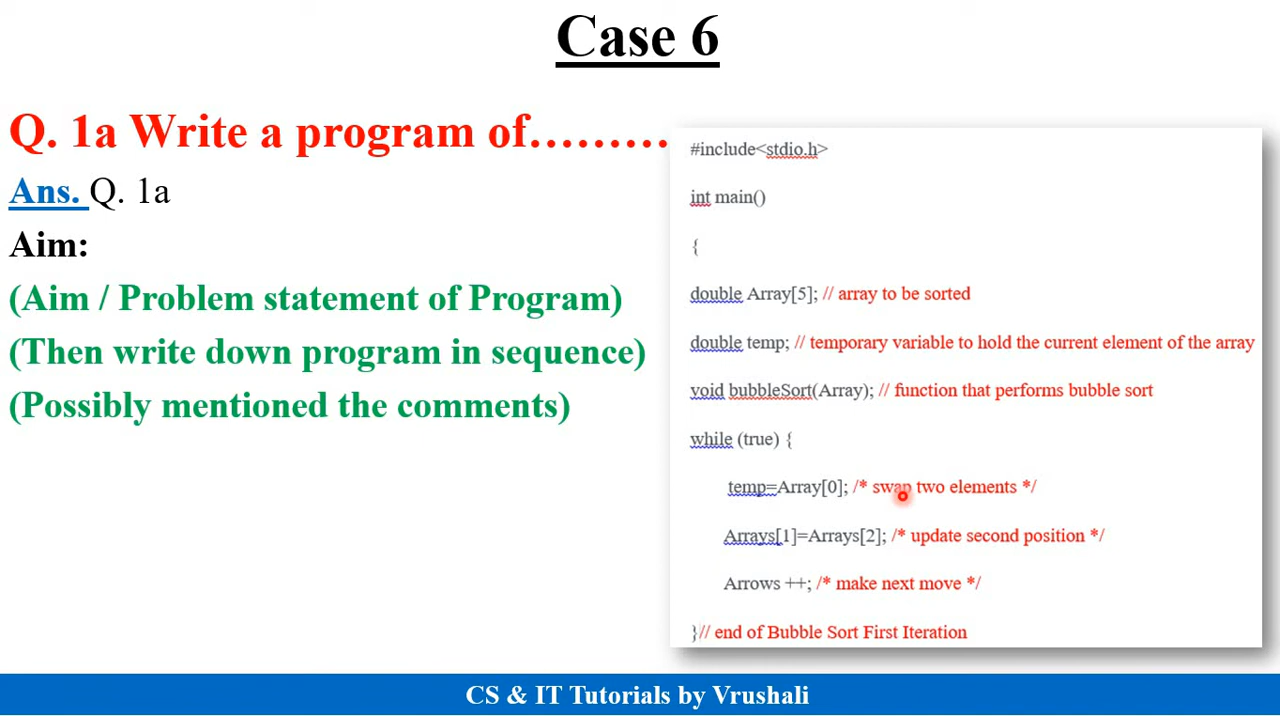 Case 6
Q. 1a Write a program of.........
Ans. Q. 1a
Aim:
(Aim / Problem statement of Program)
(Then write down program in sequence)
(Possibly mentioned the comments)
#include<stdio.h>
int main()
{
double Array[5]; // array to be sorted
double temp; // temporary variable to hold the current element of the array
void bubbleSort(Array); // function that performs bubble sort
while (true) {
temp=Array[0]; /* swap two elements */
Arrays[1]=Arrays[2]; /* update second position */
Arrows ++; /* make next move */
}// end of Bubble Sort First Iteration
CS & IT Tutorials by Vrushali